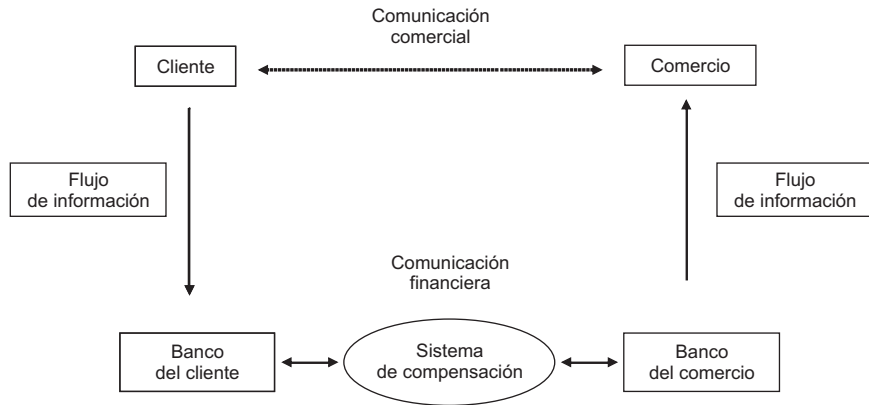 Comunicación
comercial
Cliente
Comercio
Flujo
de información
Flujo
de información
Comunicación
financiera
Banco
del cliente
Sistema
de compensación
Banco
del comercio